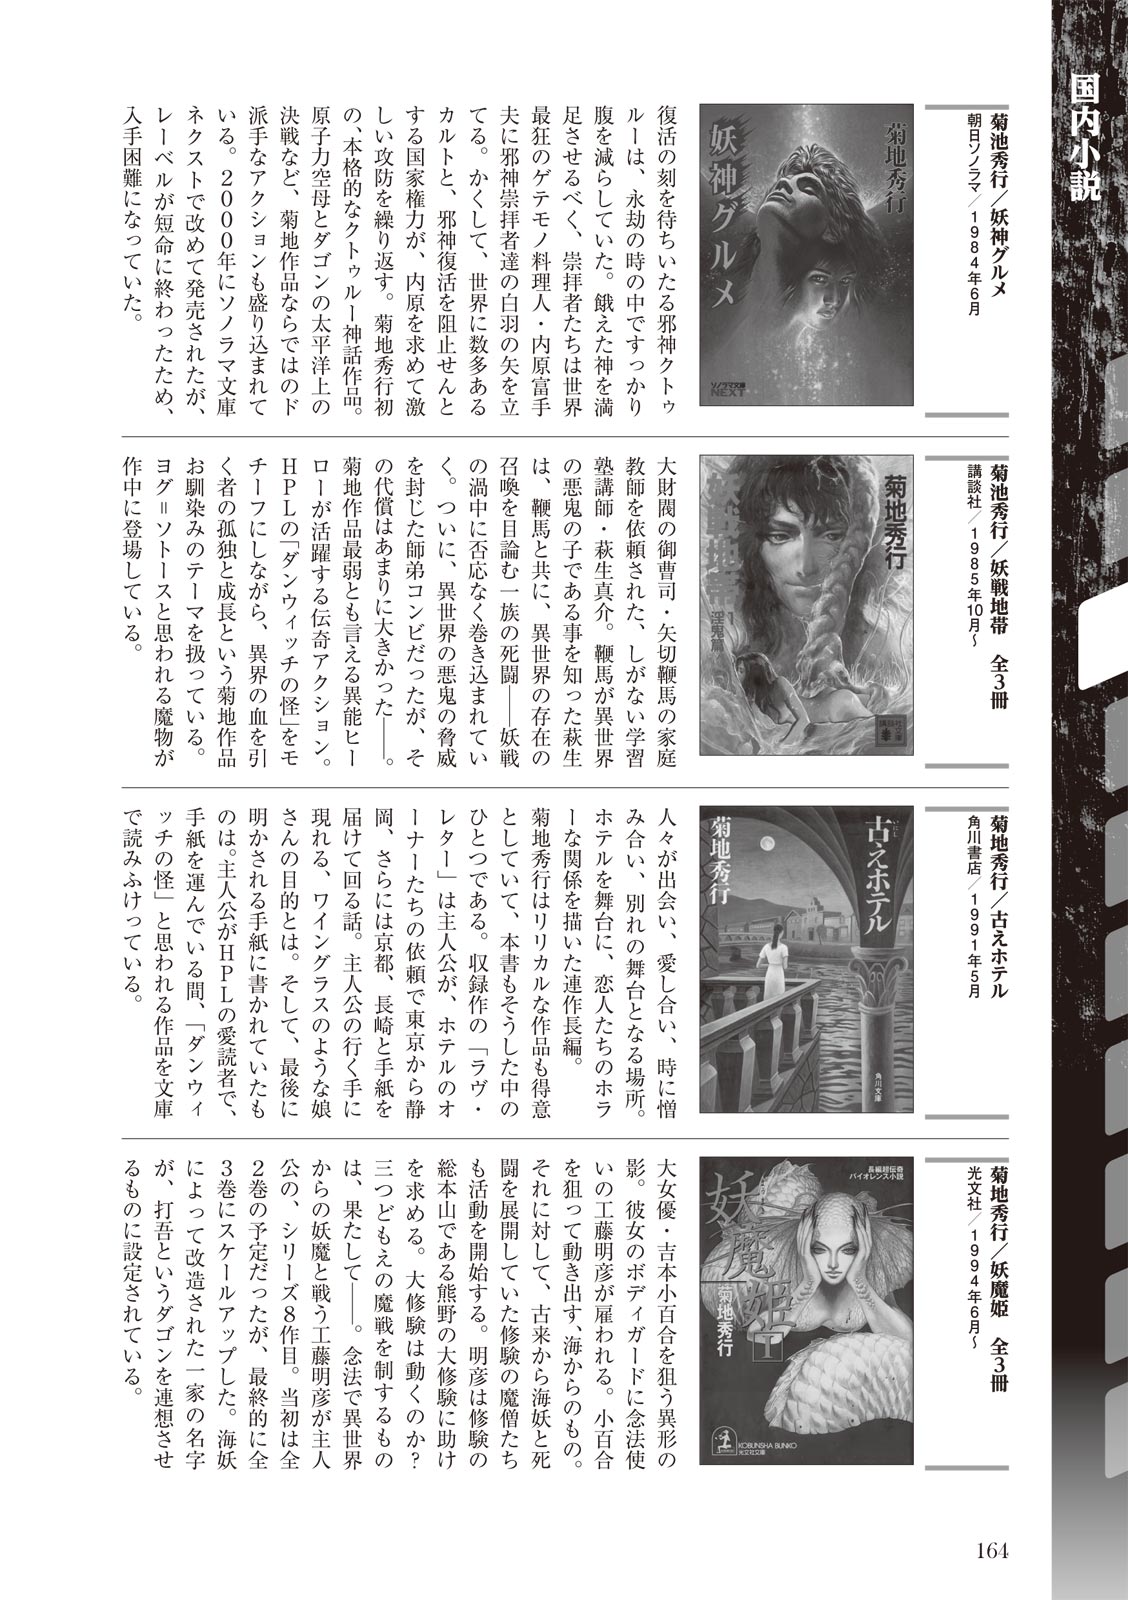 国内小説
菊池秀行／妖神グルメ
朝日ソノラマ／1984年6月
菊地秀行
妖神グルメ
ソノラマ文庫
NEXT
復活の刻を待ちいたる邪神クトゥ
ルーは、永劫の時の中ですっかり
腹を減らしていた。餓えた神を満
足させるべく、崇拝者たちは世界
最狂のゲテモノ料理人・内原富手
夫に邪神崇拝者達の白羽の矢を立
てる。かくして、世界に数多ある
カルトと、邪神復活を阻止せんと
する国家権力が、内原を求めて激
しい攻防を繰り返す。菊地秀行初
の、本格的なクトゥルー神話作品。
原子力空母とダゴンの太平洋上の
決戦など、菊地作品ならではのド
派手なアクションも盛り込まれて
いる。2000年にソノラマ文庫
ネクストで改めて発売されたが、
レーベルが短命に終わったため、
入手困難になっていた。
菊池秀行／妖戦地帯　全3冊
講談社／1985年10月〜
菊地秀行
妖戦地帯
淫鬼篇
講談社文庫
大財閥の御曹司・矢切鞭馬の家庭
教師を依頼された、しがない学習
塾講師・萩生真介。鞭馬が異世界
の悪鬼の子である事を知った萩生
は、鞭馬と共に、異世界の存在の
召喚を目論む一族の死闘――妖戦
の渦中に否応なく巻き込まれてい
く。ついに、異世界の悪鬼の脅威
を封じた師弟コンビだったが、そ
の代償はあまりに大きかった――。
菊地作品最弱とも言える異能ヒー
ローが活躍する伝奇アクション。
HPLの「ダンウィッチの怪」をモ
チーフにしながら、異界の血を引
く者の孤独と成長という菊地作品
お馴染みのテーマを扱っている。
ヨグ＝ソトースと思われる魔物が
作中に登場している。
菊地秀行／古えホテル
角川書店／1991年5月
古えホテル
いにし
菊地秀行
角川文庫
人々が出会い、愛し合い、時に憎
み合い、別れの舞台となる場所。
ホテルを舞台に、恋人たちのホラ
ーな関係を描いた連作長編。
菊地秀行はリリカルな作品も得意
としていて、本書もそうした中の
ひとつである。収録作の「ラヴ・
レター」は主人公が、ホテルのオ
ーナーたちの依頼で東京から静
岡、さらには京都、長崎と手紙を
届けて回る話。主人公の行く手に
現れる、ワイングラスのような娘
さんの目的とは。そして、最後に
明かされる手紙に書かれていたも
のは。主人公がHPLの愛読者で、
手紙を運んでいる間、「ダンウィ
ッチの怪」と思われる作品を文庫
で読みふけっている。
菊地秀行／妖魔姫　全3冊
光文社／1994年6月〜
長編超伝奇
バイオレンス小説
妖魔姫
I
菊地秀行
KOBUNSHA BUNKO
光文社文庫
大女優・吉本小百合を狙う異形の
影。彼女のボディガードに念法使
いの工藤明彦が雇われる。小百合
を狙って動き出す、海からのもの。
それに対して、古来から海妖と死
闘を展開していた修験の魔僧たち
も活動を開始する。明彦は修験の
総本山である熊野の大修験に助け
を求める。大修験は動くのか？
三つどもえの魔戦を制するもの
は、果たして――。念法で異世界
からの妖魔と戦う工藤明彦が主人
公の、シリーズ8作目。当初は全
2巻の予定だったが、最終的に全
3巻にスケールアップした。海妖
によって改造された一家の名字
が、打吾というダゴンを連想させ
るものに設定されている。
164